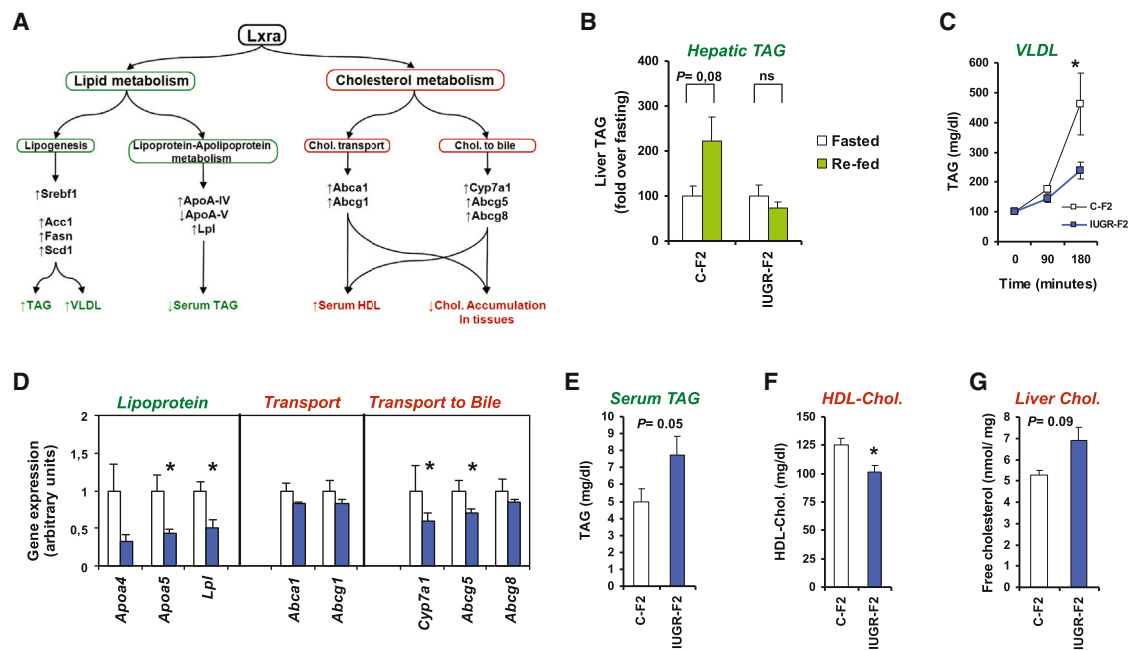 A
Lxra
Lipid metabolism
Cholesterol metabolism
Lipogenesis
Lipoprotein-Apolipoprotein
metabolism
Chol. transport
Chol. to bile
↑Srebf1
↑Acc1
↑Fasn
↑Scd1
↑ApoA-IV
↓ApoA-V
↑Lpl
↑Abca1
↑Abcg1
↑Cyp7a1
↑Abcg5
↑Abcg8
↑TAG
↑VLDL
↓Serum TAG
↑Serum HDL
↓Chol. Accumulation
In tissues
B
Hepatic TAG
Liver TAG
(fold over fasting)
400
300
200
100
0
P= 0,08
ns
Fasted
Re-fed
C-F2
IUGR-F2
C
VLDL
TAG (mg/dl)
600
500
400
300
200
100
0
*
C-F2
IUGR-F2
0 90 180
Time (minutes)
D
Lipoprotein
Transport
Transport to Bile
Gene expression
(arbitrary units)
2
1,5
1
0,5
0
* *
* *
Apoa4
Apoa5
Lpl
Abca1
Abcg1
Cyp7a1
Abcg5
Abcg8
E
Serum TAG
TAG (mg/dl)
10
9
8
7
6
5
4
3
2
1
0
P= 0.05
C-F2
IUGR-F2
F
HDL-Chol.
HDL-Chol. (mg/dl)
150
125
100
75
50
25
0
*
C-F2
IUGR-F2
G
Liver Chol.
Free cholesterol (nmol/ mg)
8
7
6
5
4
3
2
1
0
P= 0.09
C-F2
IUGR-F2